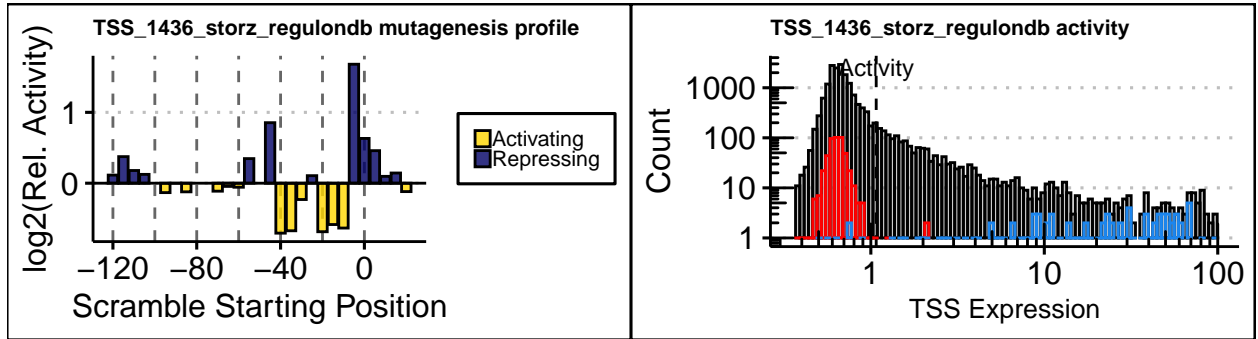 TSS_1436_storz_regulondb mutagenesis profile
log2(Rel. Activity)
1
0
−120
−80
−40
0
Scramble Starting Position
Activating
Repressing
TSS_1436_storz_regulondb activity
Activity
Count
1000
100
10
1
1
10
100
TSS Expression